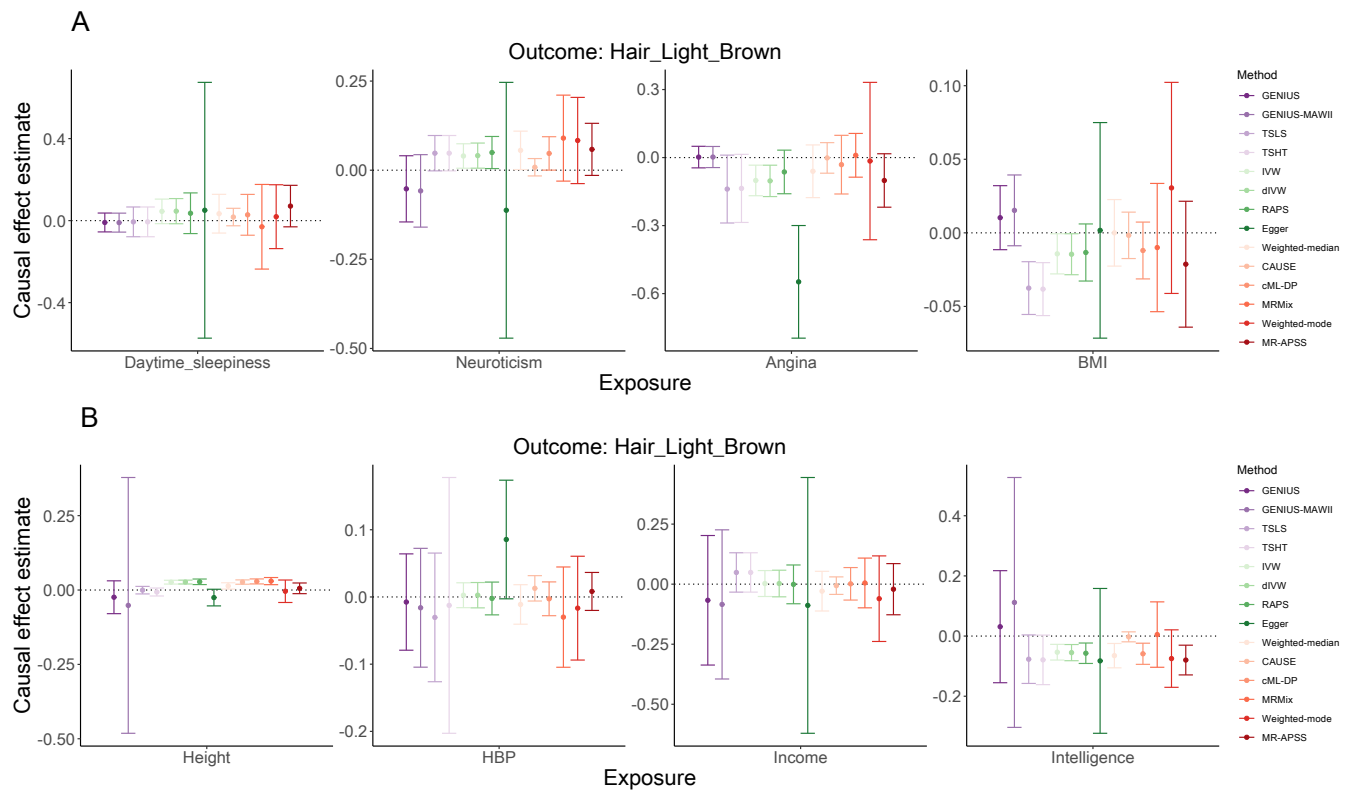 A
Outcome: Hair_Light_Brown
Causal effect estimate
0.4
0.0
-0.4
Daytime_sleepiness
0.25
0.00
-0.25
-0.50
Neuroticism
0.3
0.0
-0.3
-0.6
Angina
0.10
0.05
0.00
-0.05
BMI
Exposure
Method
GENIUS
GENIUS-MAWII
TSLS
TSHT
IVW
dIVW
RAPS
Egger
Weighted-median
CAUSE
cML-DP
MRMix
Weighted-mode
MR-APSS
B
Outcome: Hair_Light_Brown
Causal effect estimate
0.25
0.00
-0.25
-0.50
Height
0.1
0.0
-0.1
-0.2
HBP
0.25
0.00
-0.25
-0.50
Income
0.4
0.2
0.0
-0.2
Intelligence
Exposure
Method
GENIUS
GENIUS-MAWII
TSLS
TSHT
IVW
dIVW
RAPS
Egger
Weighted-median
CAUSE
cML-DP
MRMix
Weighted-mode
MR-APSS